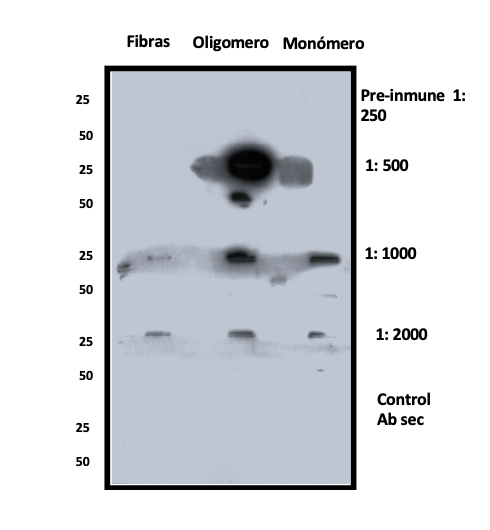 Fibras Oligomero Monómero
25 Pre-inmune 1:
250
50
25 1: 500
50
25 1: 1000
50
25 1: 2000
50
Control
Ab sec
25
50